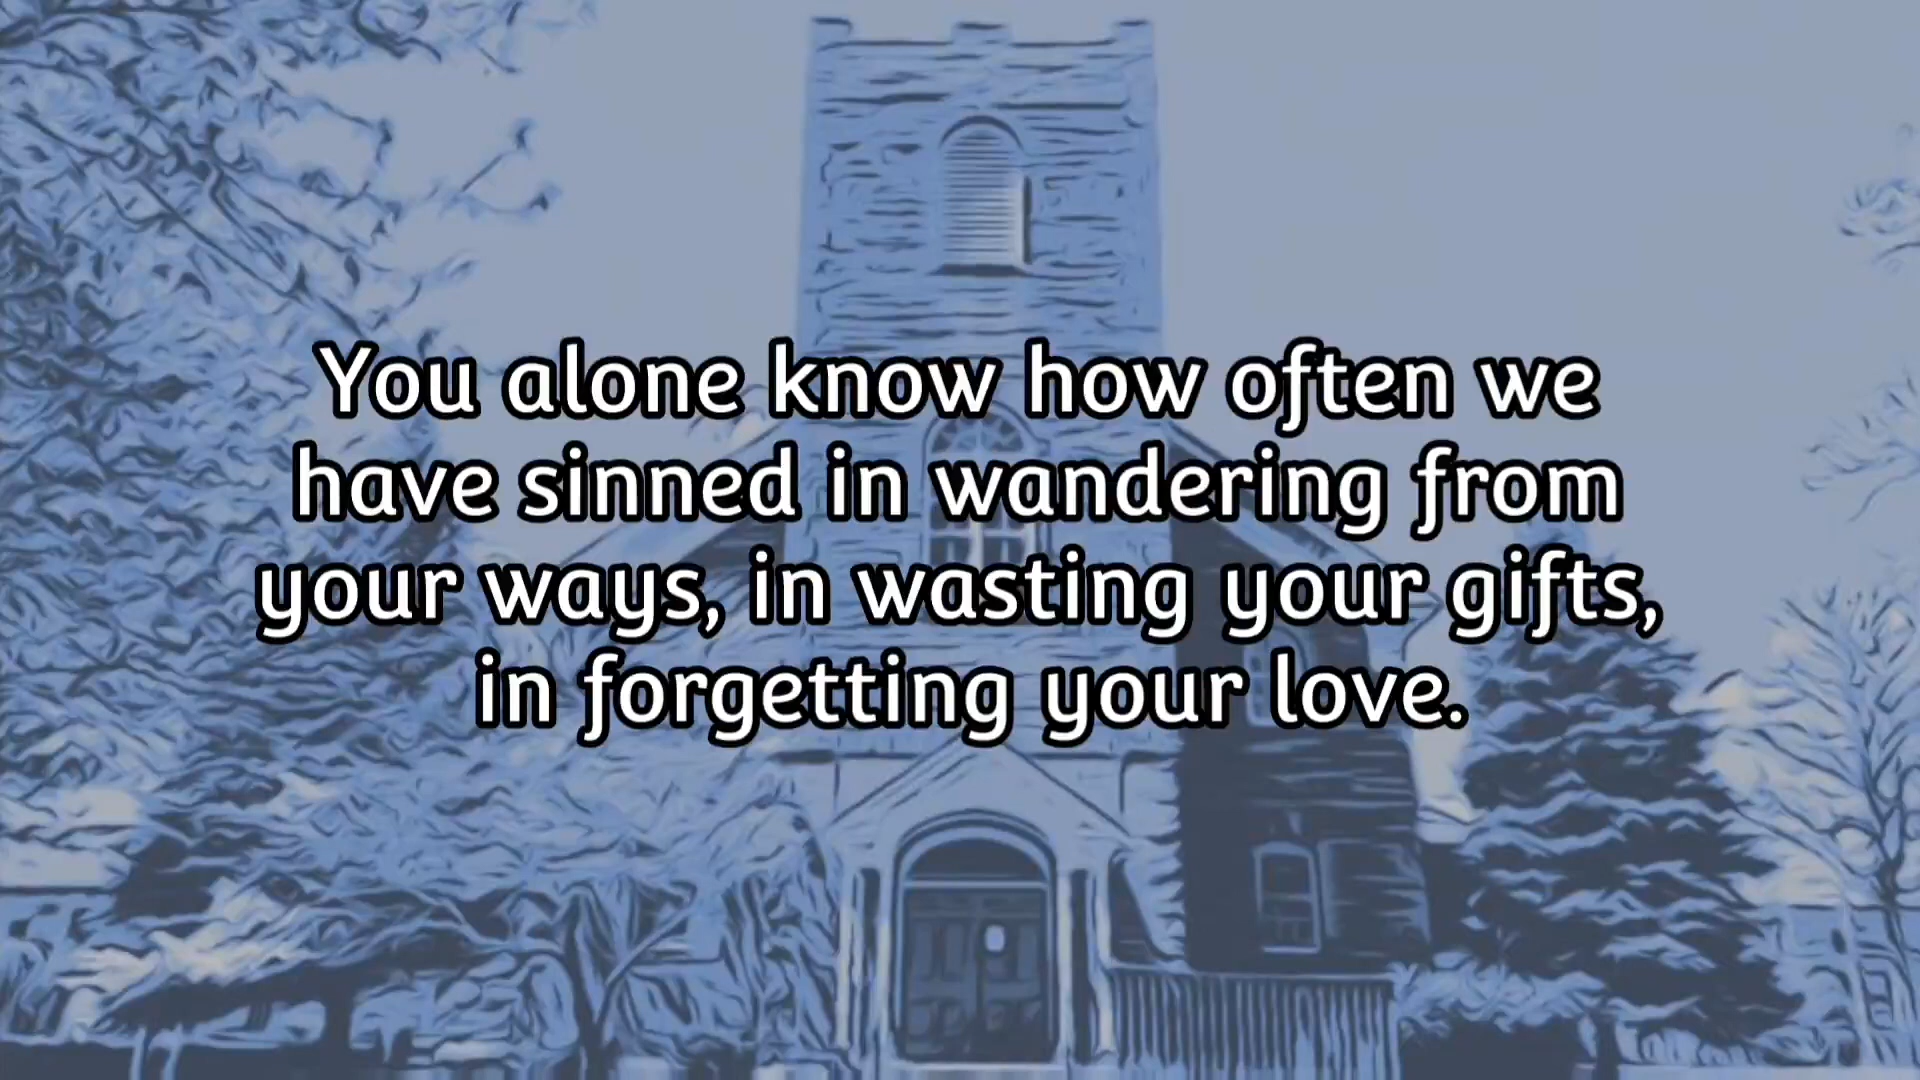 You alone know how often we
have sinned in wandering from
your ways, in wasting your gifts,
in forgetting your love.